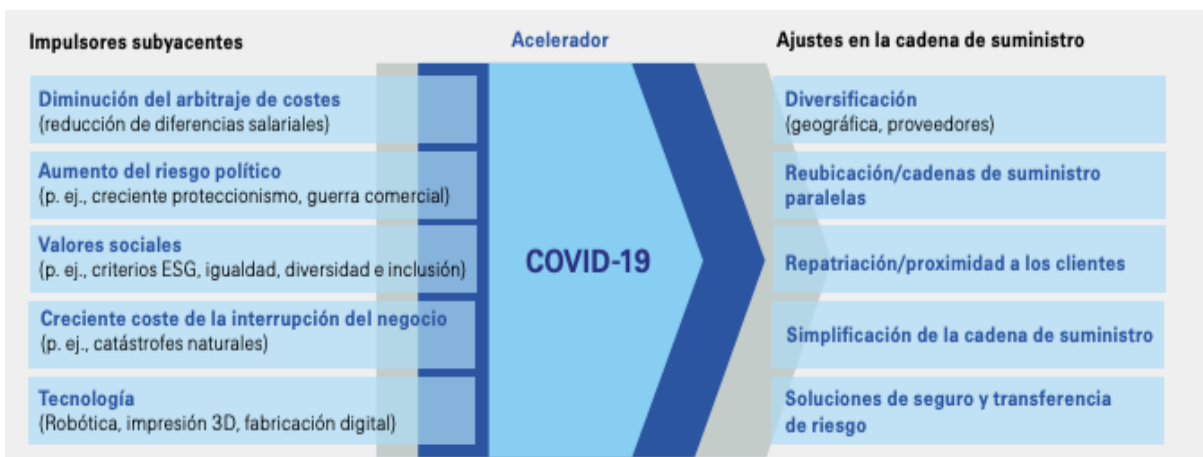 Impulsores subyacentes
Diminución del arbitraje de costes
(reducción de diferencias salariales)
Aumento del riesgo político
(p. ej., creciente proteccionismo, guerra comercial)
Valores sociales
(p. ej., criterios ESG, igualdad, diversidad e inclusión)
Creciente coste de la interrupción del negocio
(p. ej., catástrofes naturales)
Tecnología
(Robótica, impresión 3D, fabricación digital)
Acelerador
COVID-19
Ajustes en la cadena de suministro
Diversificación
(geográfica, proveedores)
Reubicación/cadenas de suministro
paralelas
Repatriación/proximidad a los clientes
Simplificación de la cadena de suministro
Soluciones de seguro y transferencia
de riesgo